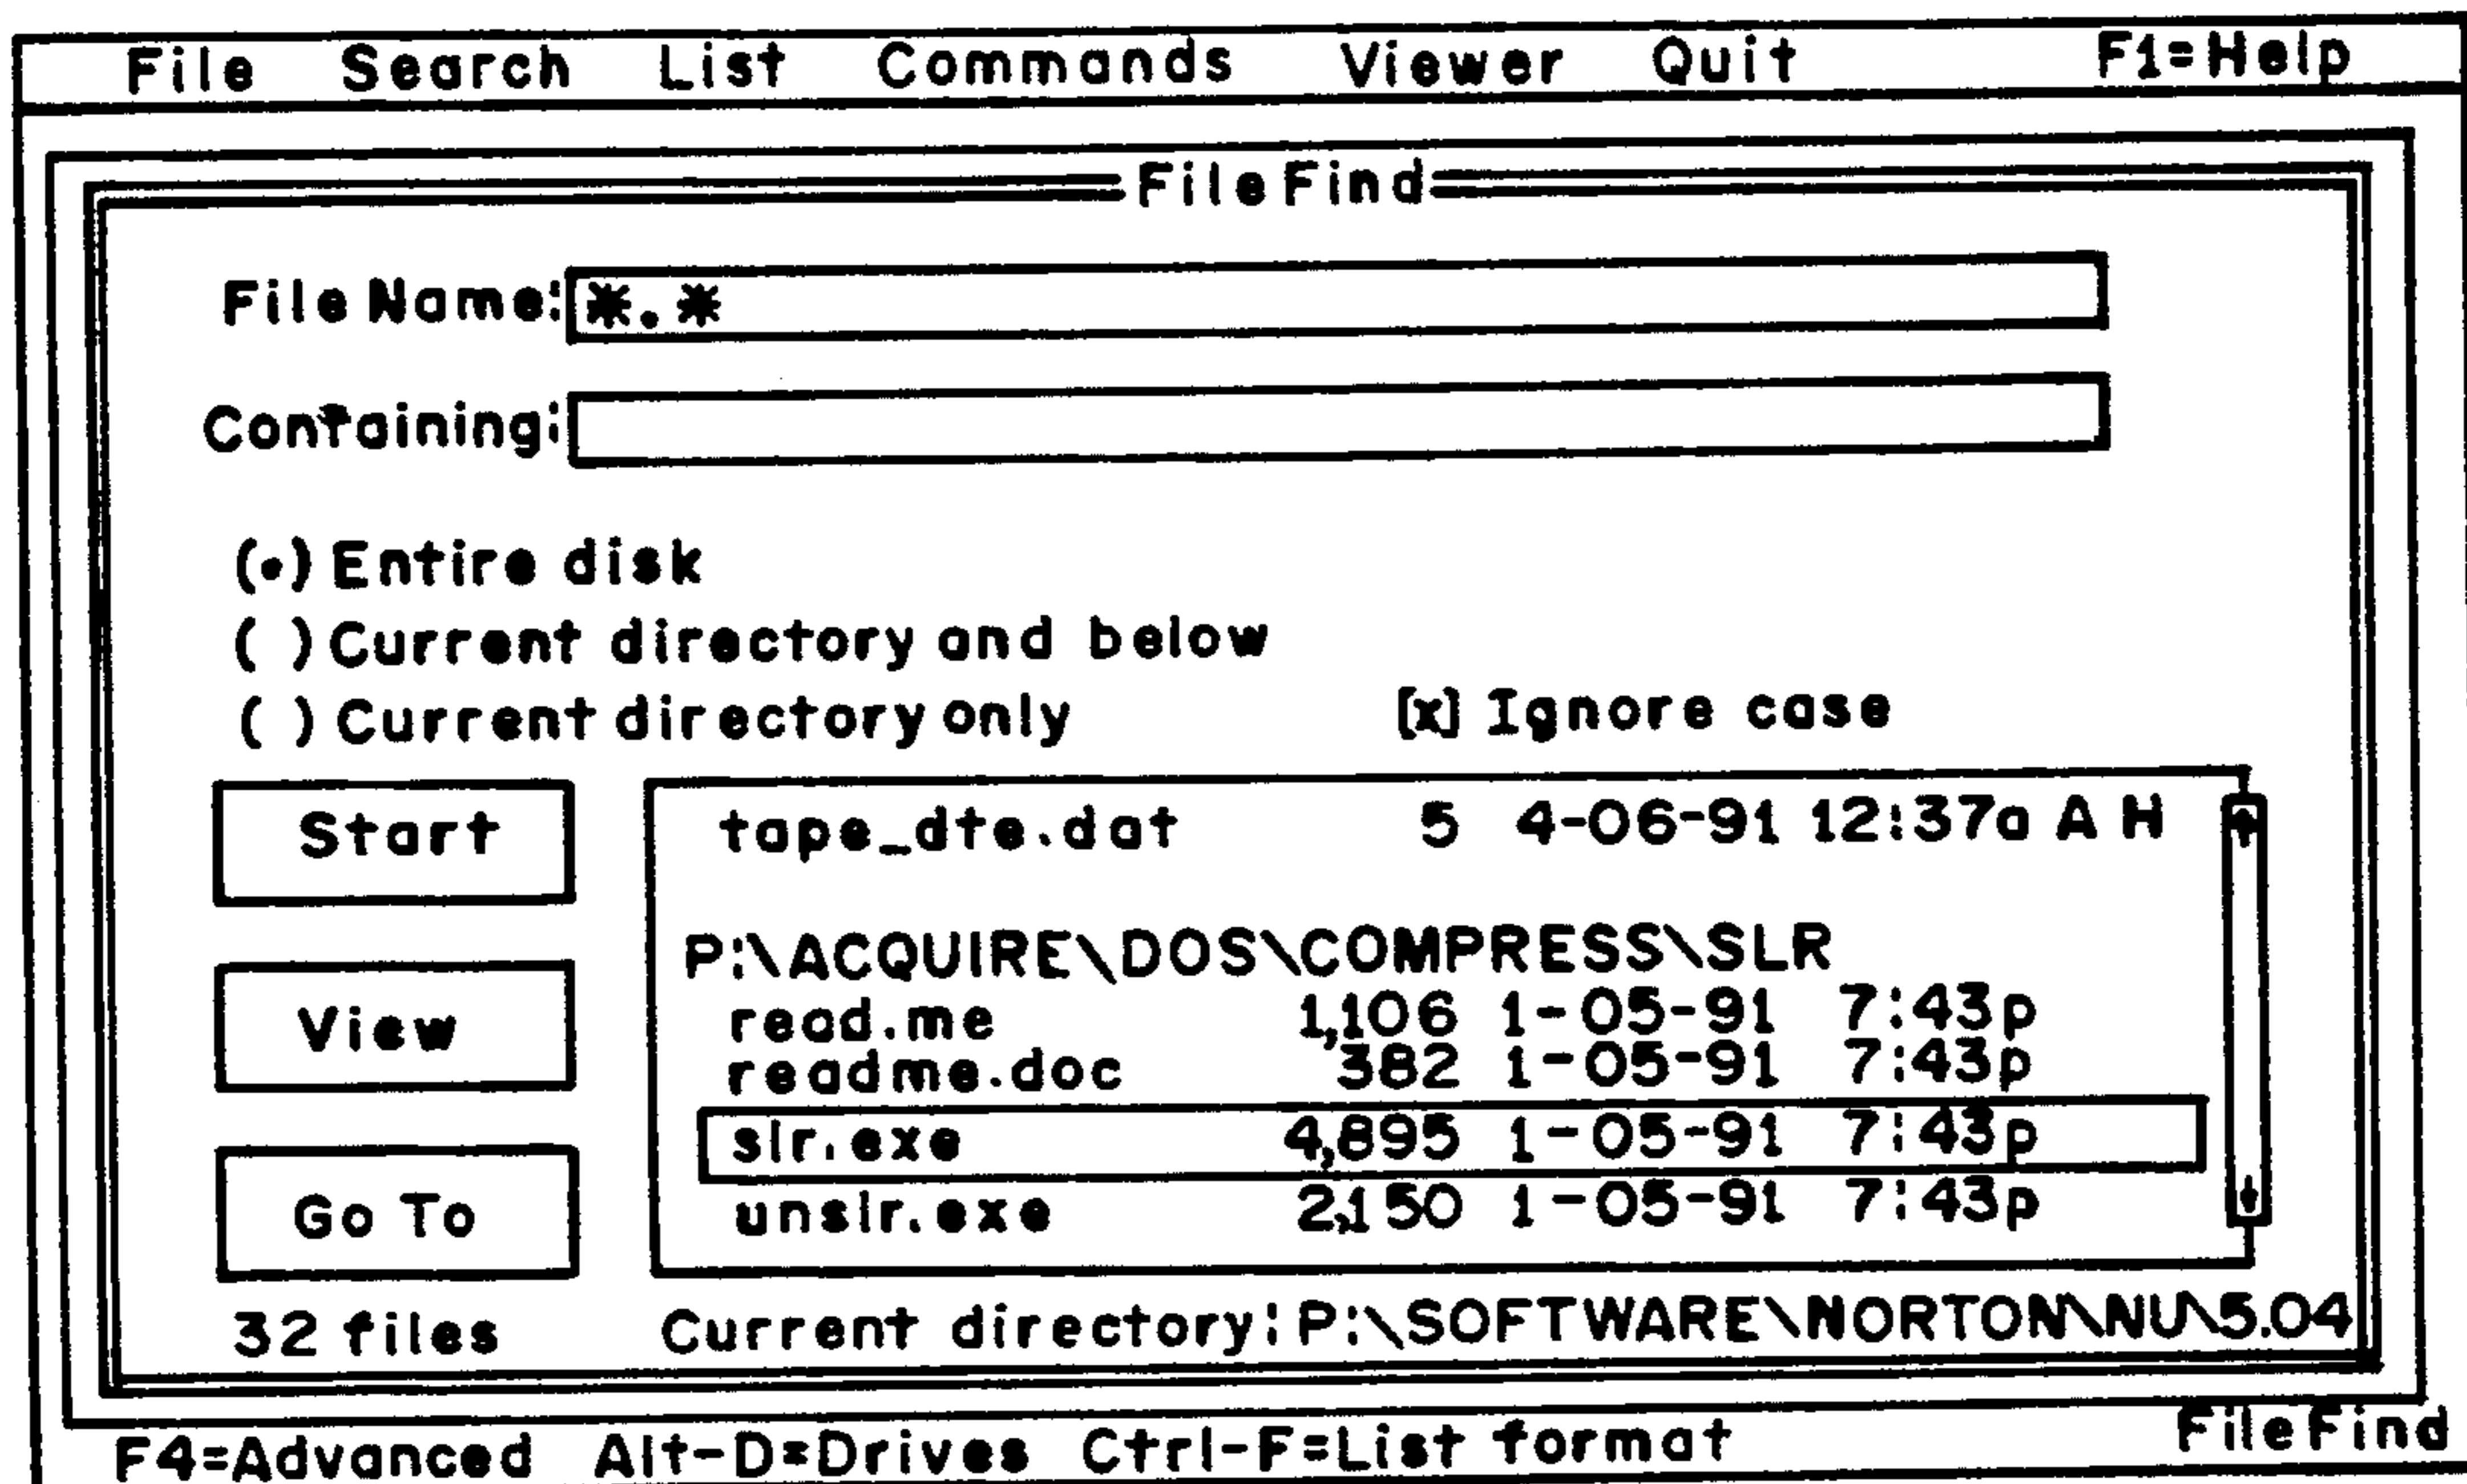 File Search List Commands Viewer Quit F1=Help
File Find
File Name: *.*
Containing:
(•) Entire disk
( ) Current directory and below
( ) Current directory only [x] Ignore case
Start
View
Go To
tape_dte.dat 5 4-06-91 12:37a A H
P:\ACQUIRE\DOS\COMPRESS\SLR
read.me 1,106 1-05-91 7:43p
readme.doc 382 1-05-91 7:43p
slr.exe 4,895 1-05-91 7:43p
unslr.exe 2,150 1-05-91 7:43p
32 files Current directory: P:\SOFTWARE\NORTON\NU\5.04
F4=Advanced Alt-D=Drives Ctrl-F=List format File Find